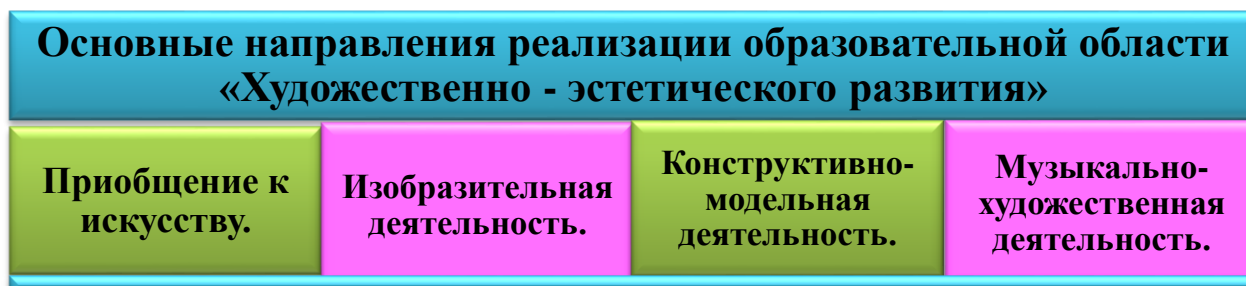 Основные направления реализации образовательной области
«Художественно - эстетического развития»
Приобщение к
искусству.
Изобразительная
деятельность.
Конструктивно-
модельная
деятельность.
Музыкально-
художественная
деятельность.